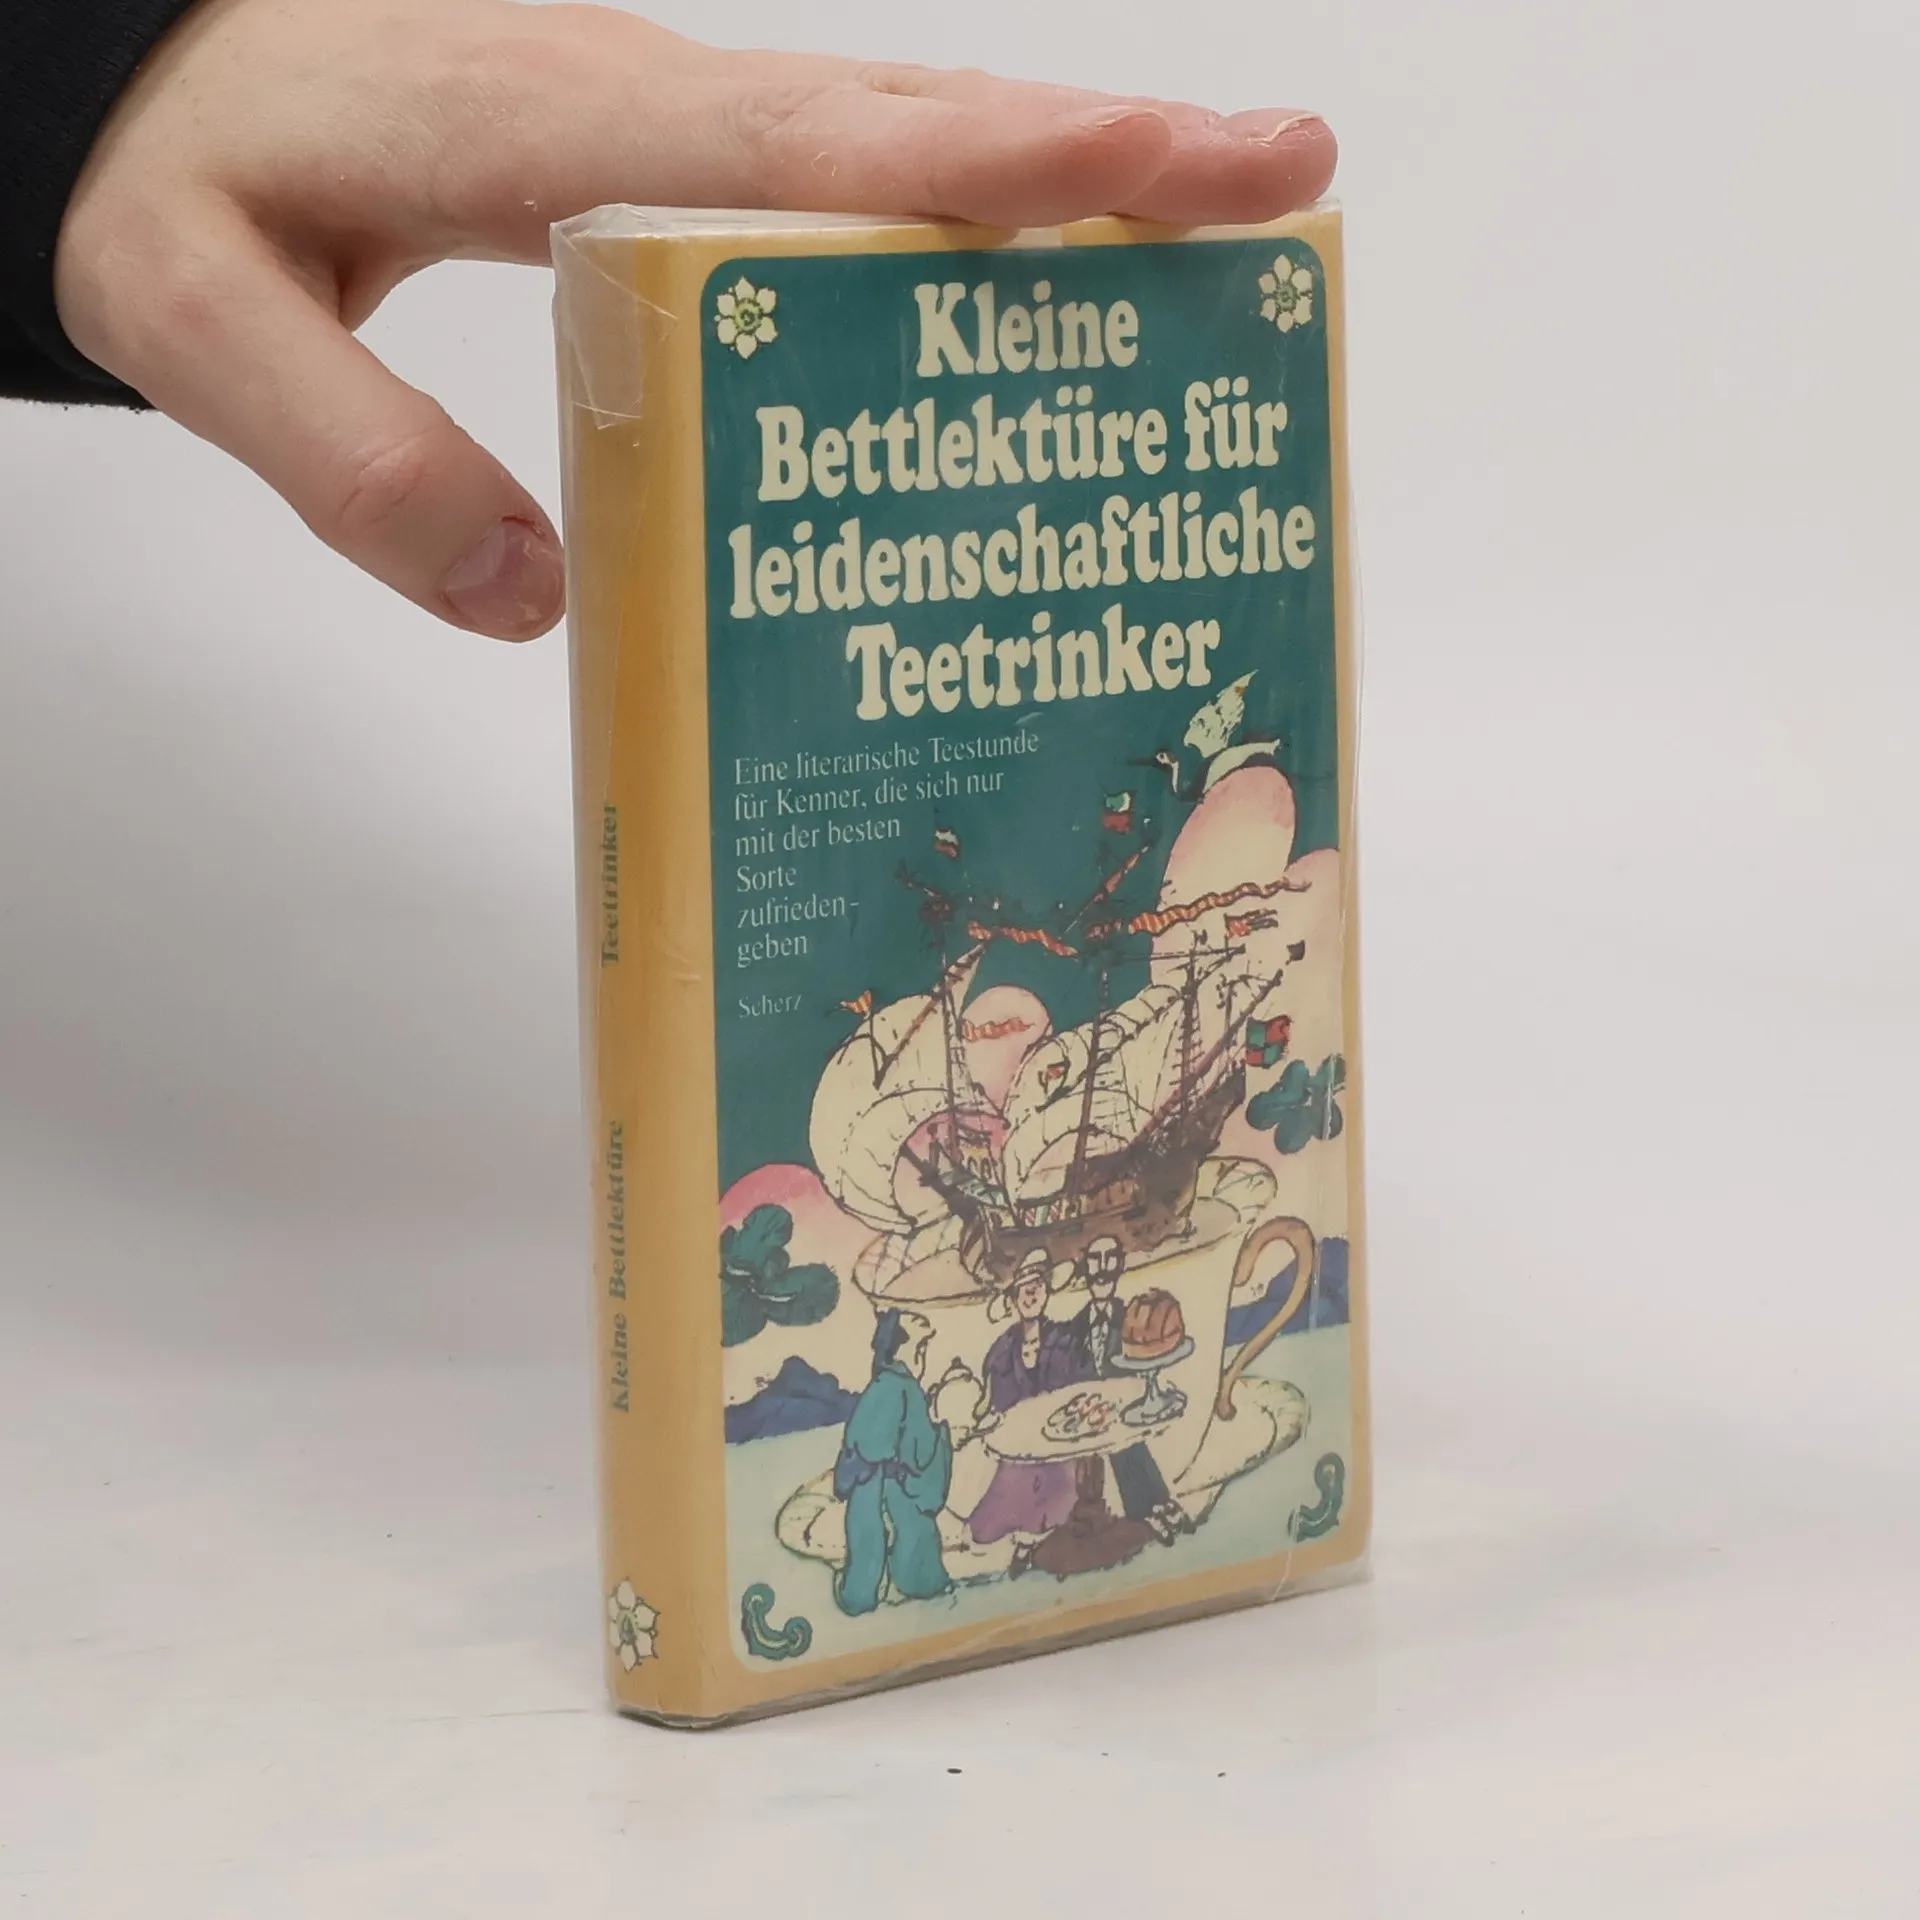 Kleine
Bettlektüre für
leidenschaftliche
Teetrinker
Eine literarische Teestunde
für Kenner, die sich nur
mit der besten
Sorte
zufrieden-
geben
Scherz
Kleine Bettlektüre Teetrinker